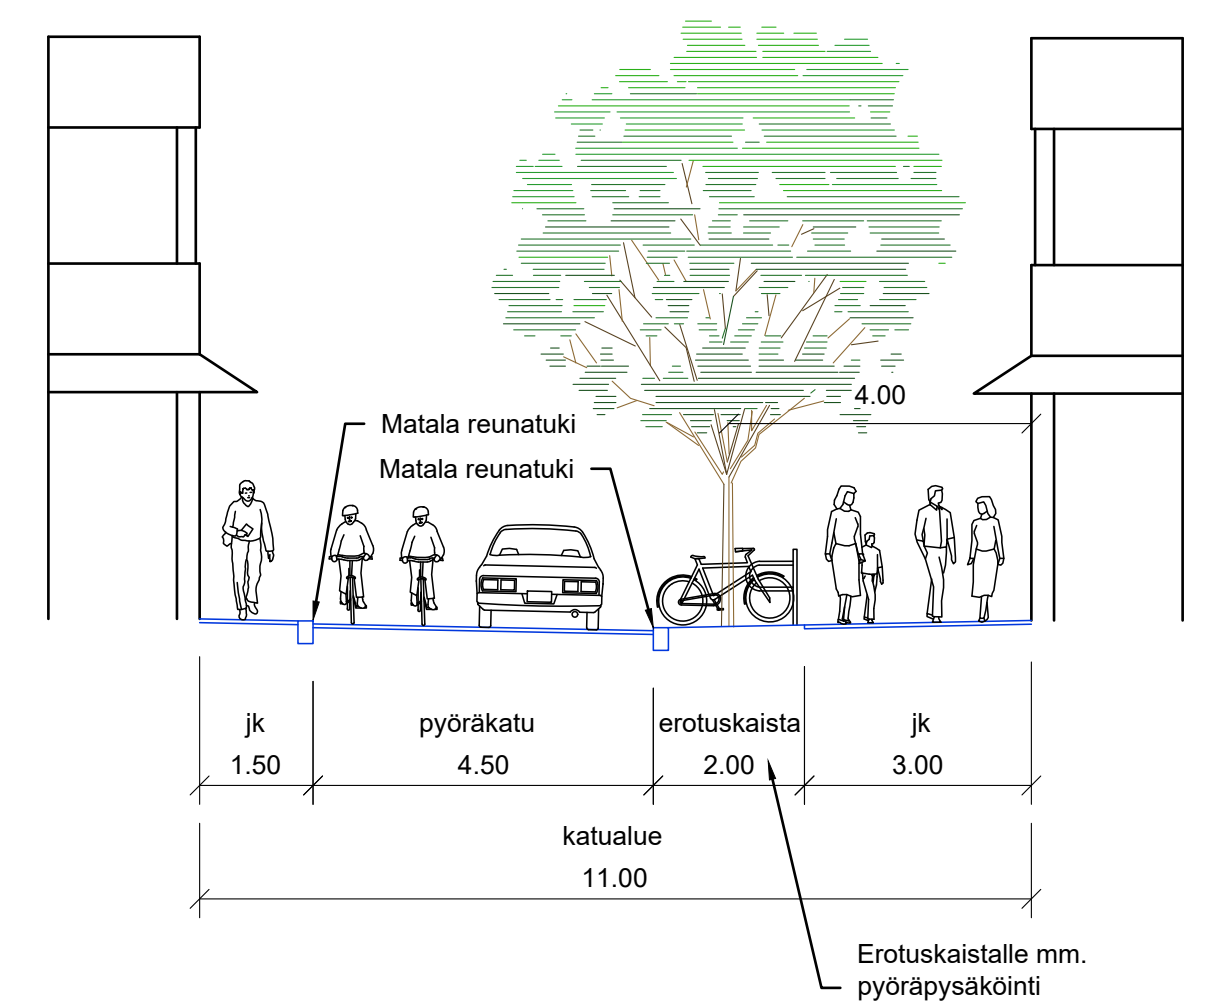 4.00
Matala reunatuki
Matala reunatuki
jk
pyöräkatu
erotuskaista
jk
1.50
4.50
2.00
3.00
katualue
11.00
Erotuskaistalle mm.
pyöräpysäköinti